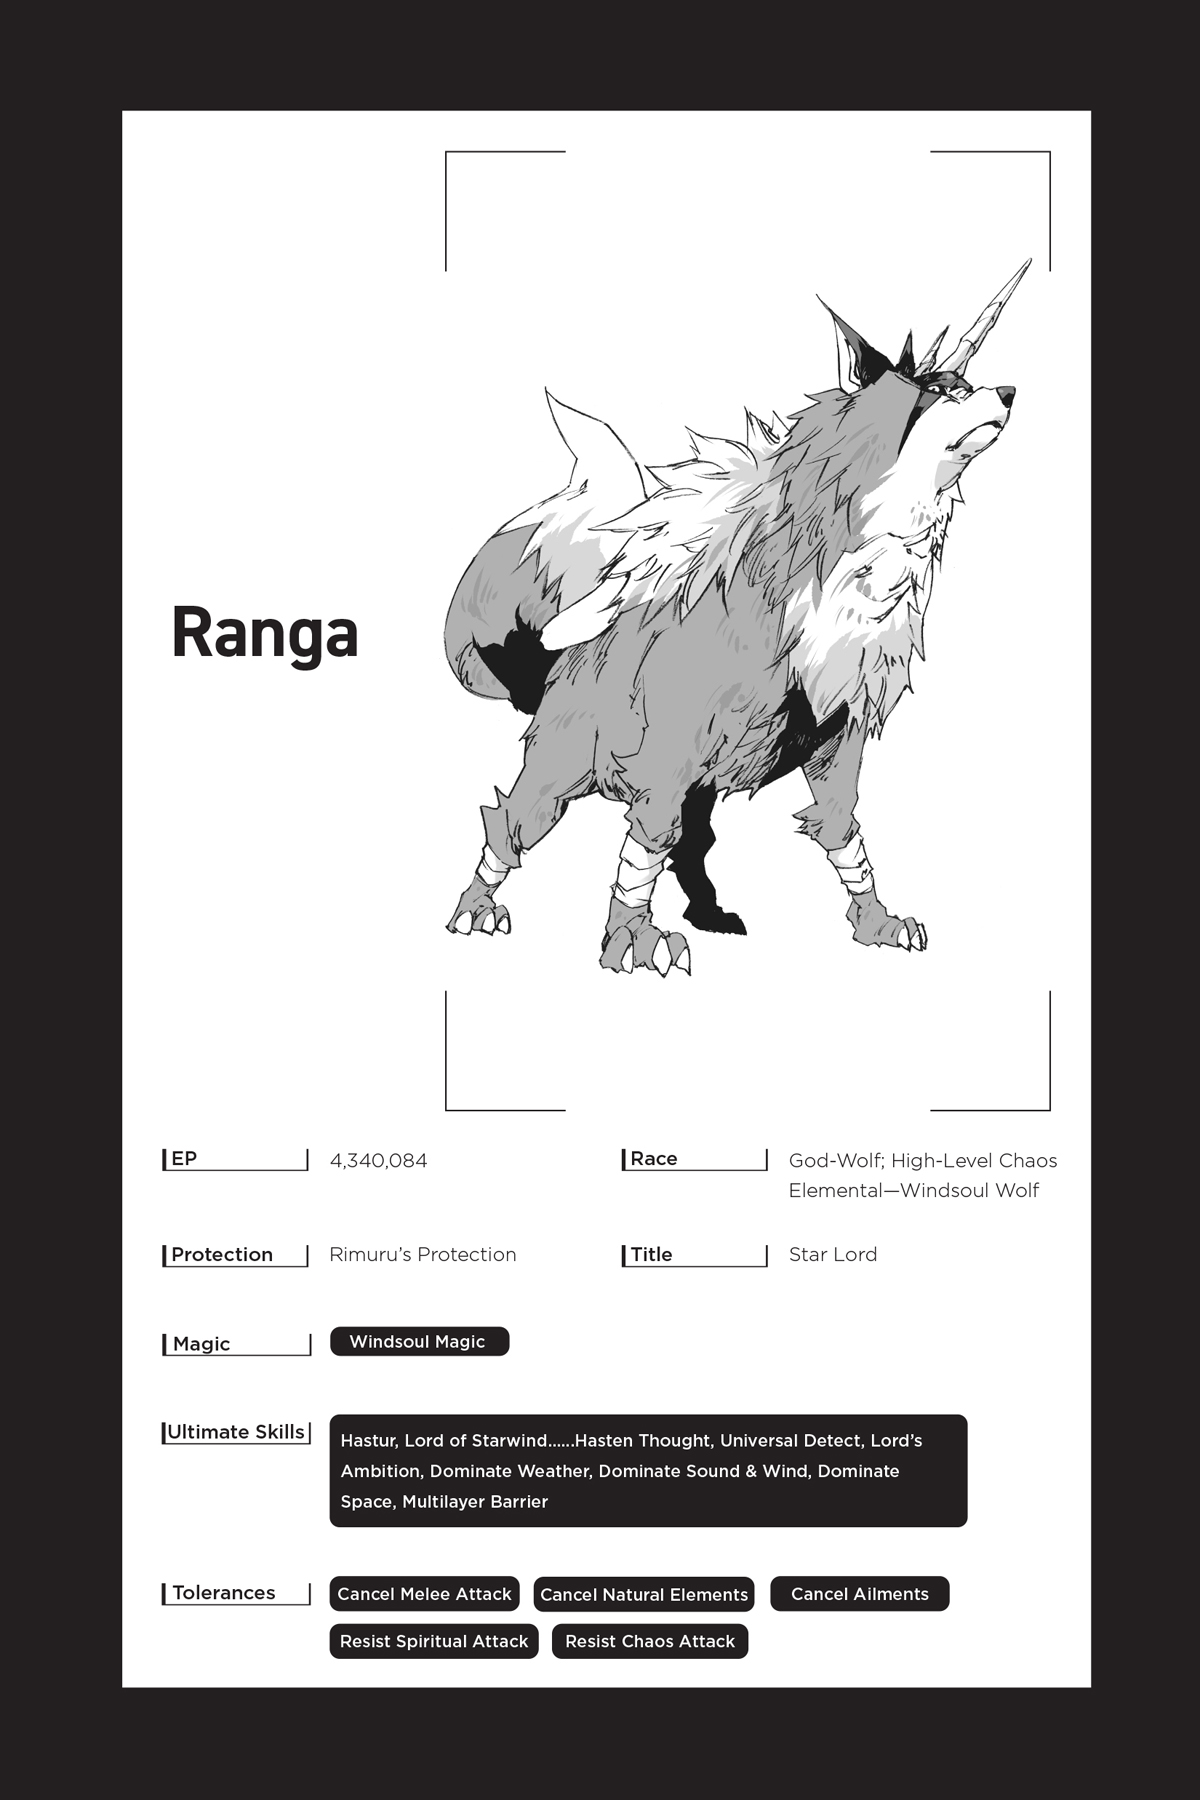 Ranga
EP
4,340,084
Race
God-Wolf; High-Level Chaos
Elemental—Windsoul Wolf
Protection
Rimuru’s Protection
Title
Star Lord
Magic
Windsoul Magic
Ultimate Skills
Hastur, Lord of Starwind......Hasten Thought, Universal Detect, Lord’s
Ambition, Dominate Weather, Dominate Sound & Wind, Dominate
Space, Multilayer Barrier
Tolerances
Cancel Melee Attack
Cancel Natural Elements
Cancel Ailments
Resist Spiritual Attack
Resist Chaos Attack